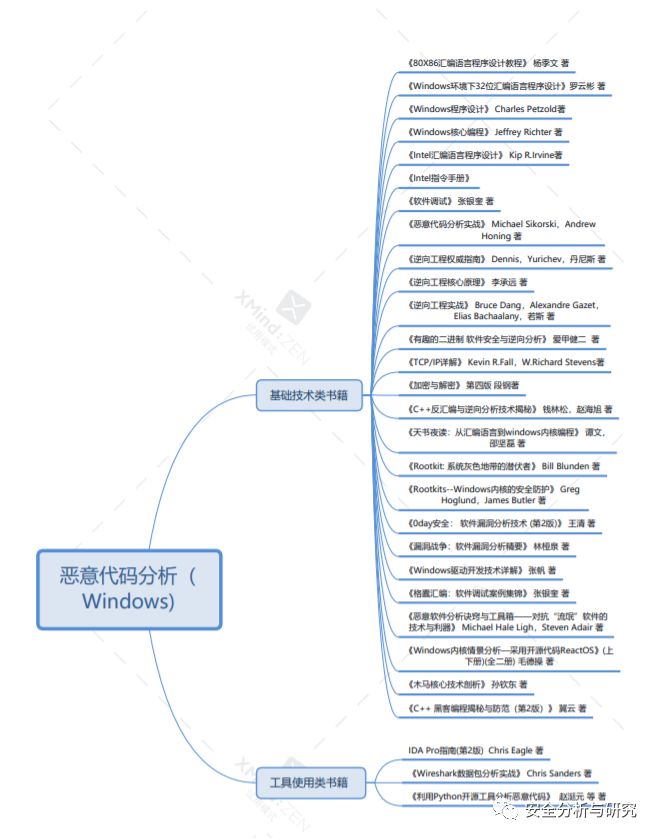 《80X86汇编语言程序设计教程》 杨季文 著
《Windows环境下32位汇编语言程序设计》罗云彬 著
《Windows程序设计》 Charles Petzold著
《Windows核心编程》 Jeffrey Richter 著
《Intel汇编语言程序设计》 Kip R.Irvine著
《Intel指令手册》
《软件调试》 张银奎 著
《恶意代码分析实战》 Michael Sikorski，Andrew
Honing 著
《逆向工程权威指南》 Dennis，Yurichev，丹尼斯 著
《逆向工程核心原理》 李承远 著
《逆向工程实战》 Bruce Dang，Alexandre Gazet，
Elias Bachaalany，若斯 著
《有趣的二进制 软件安全与逆向分析》 爱甲健二 著
《TCP/IP详解》 Kevin R.Fall，W.Richard Stevens著
《加密与解密》 第四版 段钢著
《C++反汇编与逆向分析技术揭秘》 钱林松，赵海旭 著
《天书夜读：从汇编语言到windows内核编程》 谭文，
邵坚磊 著
《Rootkit: 系统灰色地带的潜伏者》 Bill Blunden 著
《Rootkits--Windows内核的安全防护》 Greg
Hoglund，James Butler 著
《0day安全： 软件漏洞分析技术 (第2版)》 王清 著
《漏洞战争：软件漏洞分析精要》 林桠泉 著
《Windows驱动开发技术详解》 张帆 著
《格蠹汇编：软件调试案例集锦》 张银奎 著
《恶意软件分析诀窍与工具箱——对抗“流氓”软件的
技术与利器》 Michael Hale Ligh，Steven Adair 著
《Windows内核情景分析—采用开源代码ReactOS》(上
下册)(全二册) 毛德操 著
《木马核心技术剖析》 孙钦东 著
《C++ 黑客编程揭秘与防范（第2版）》 冀云 著
基础技术类书籍
恶意代码分析（
Windows)
工具使用类书籍
IDA Pro指南(第2版) Chris Eagle 著
《Wireshark数据包分析实战》 Chris Sanders 著
《利用Python开源工具分析恶意代码》 赵涏元 等 著
XMind:ZEN
试用模式
XMind:ZEN
试用模式
安全分析与研究